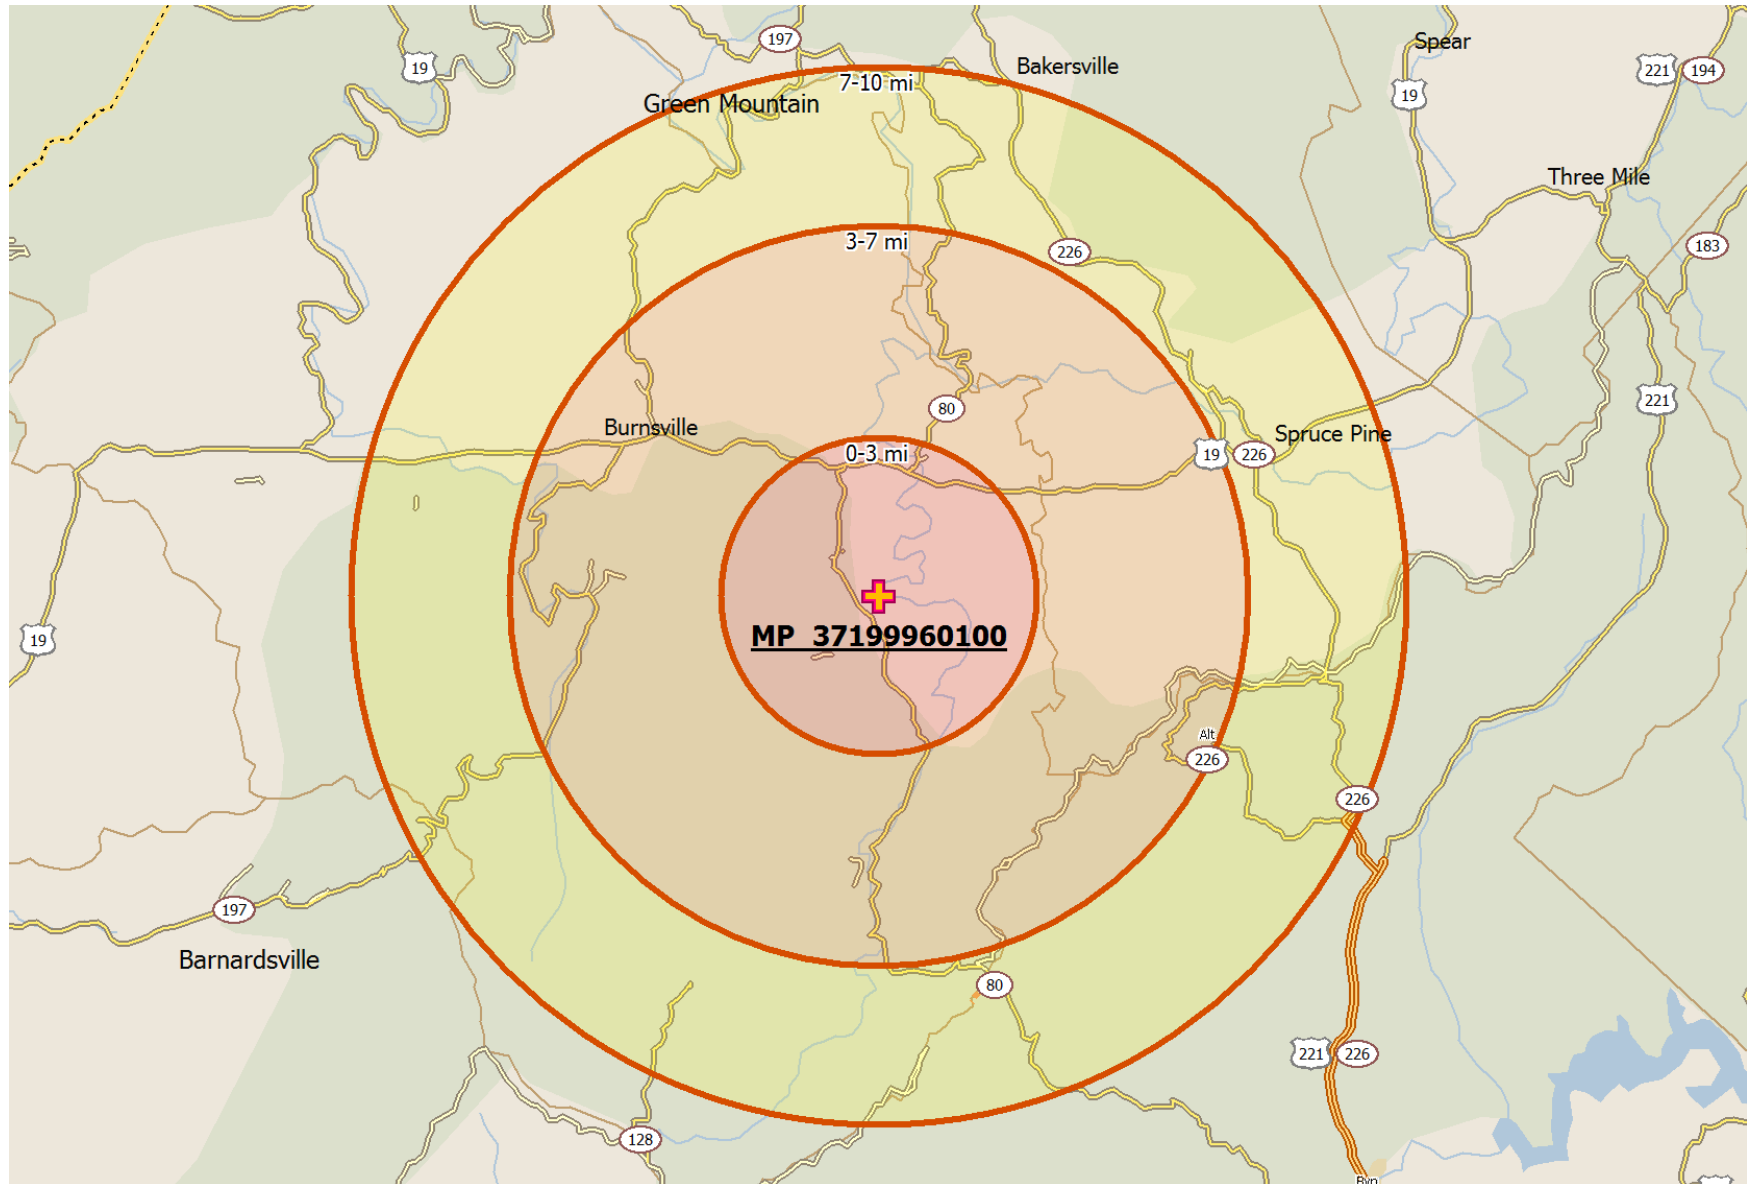 197
Spear
Bakersville
19
221
194
7-10 mi
19
Green Mountain
Three Mile
3-7 mi
226
183
221
80
Burnsville
Spruce Pine
0-3 mi
19
226
19
MP 37199960100
Alt
226
226
197
Barnardsville
80
221
226
128